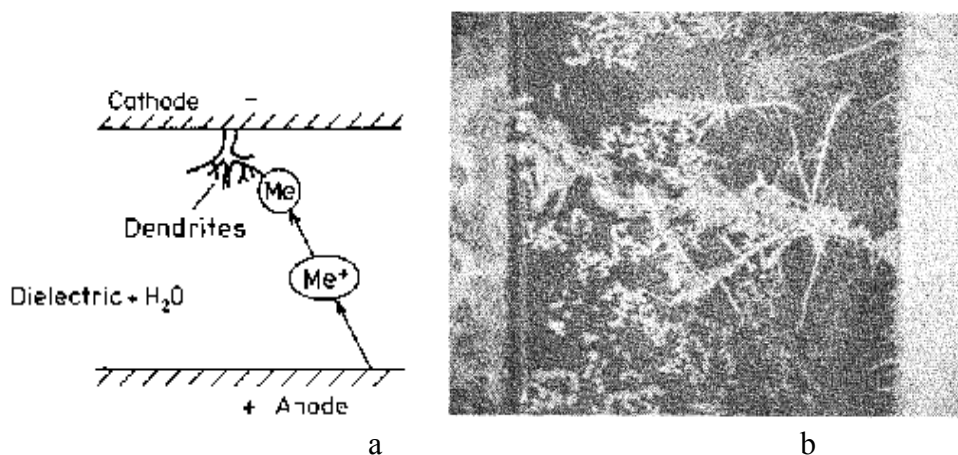 Cathode −
Me
Dendrites
Me⁺
Dielectric + H₂O
+ Anode
a b